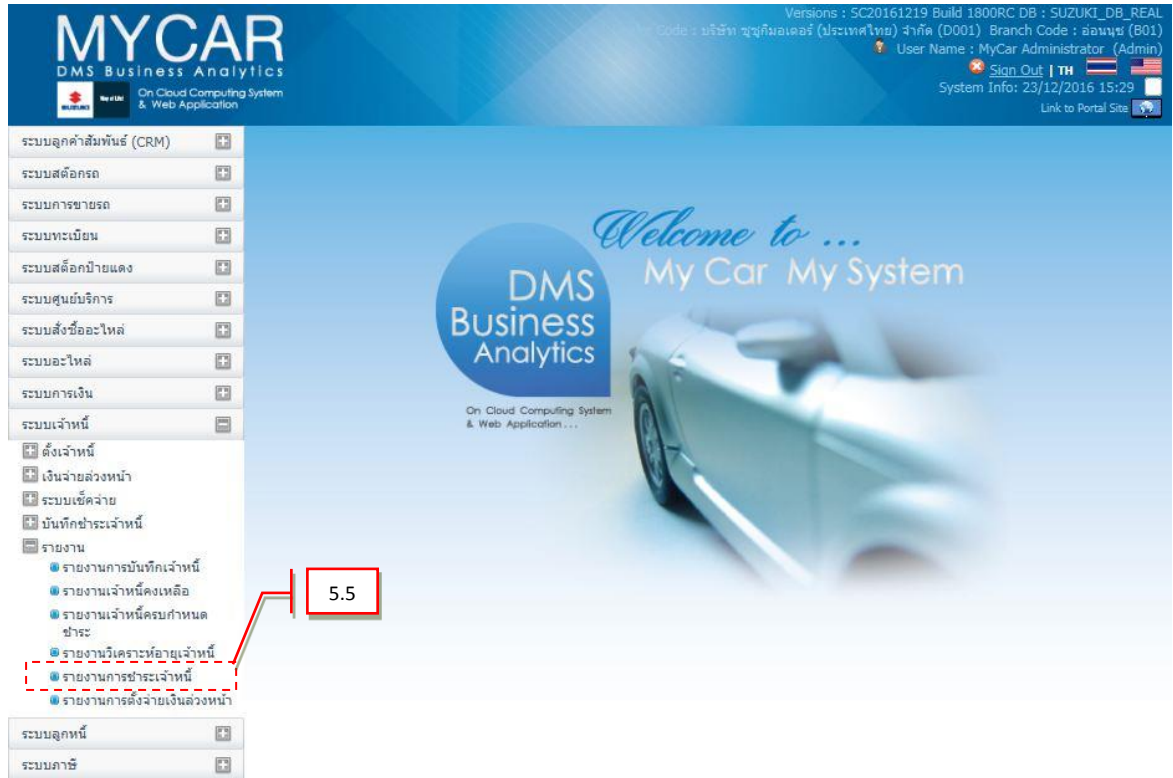 MYCAR
DMS Business Analytics
On Cloud Computing System
& Web Application
SUZUKI
Way of Life!
Versions : SC20161219 Build 1800RC DB : SUZUKI_DB_REAL
Code : บริษัท ซูซูกิมอเตอร์ (ประเทศไทย) จำกัด (D001) Branch Code : อ่อนนุช (B01)
User Name : MyCar Administrator (Admin)
Sign Out | TH
System Info: 23/12/2016 15:29
Link to Portal Site
ระบบลูกค้าสัมพันธ์ (CRM)
ระบบสต๊อกรถ
ระบบการขายรถ
ระบบทะเบียน
ระบบสต็อกป้ายแดง
ระบบศูนย์บริการ
ระบบสั่งซื้ออะไหล่
ระบบอะไหล่
ระบบการเงิน
ระบบเจ้าหนี้
ตั้งเจ้าหนี้
เงินจ่ายล่วงหน้า
ระบบเช็คจ่าย
บันทึกชำระเจ้าหนี้
รายงาน
รายงานการบันทึกเจ้าหนี้
รายงานเจ้าหนี้คงเหลือ
รายงานเจ้าหนี้ครบกำหนด
ชำระ
รายงานวิเคราะห์อายุเจ้าหนี้
รายงานการชำระเจ้าหนี้
รายงานการตั้งจ่ายเงินล่วงหน้า
ระบบลูกหนี้
ระบบภาษี
5.5
Welcome to ...
My Car My System
DMS
Business
Analytics
On Cloud Computing System
& Web Application...